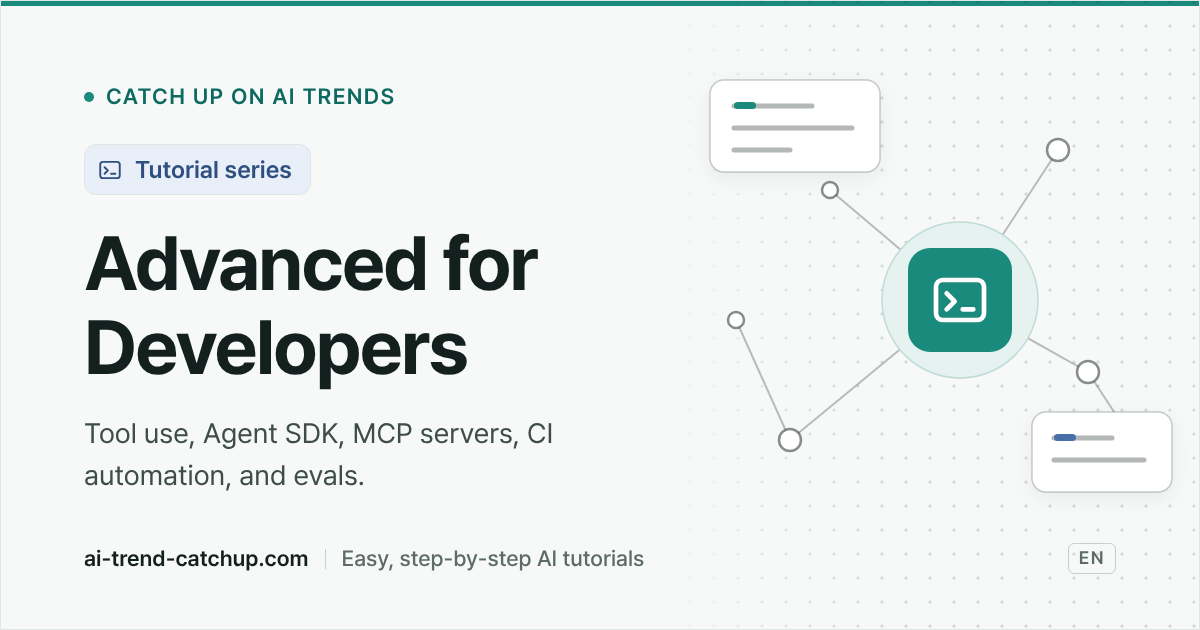 CATCH UP ON AI TRENDS
Tutorial series
Advanced for
Developers
Tool use, Agent SDK, MCP servers, CI
automation, and evals.
ai-trend-catchup.com
Easy, step-by-step AI tutorials
EN